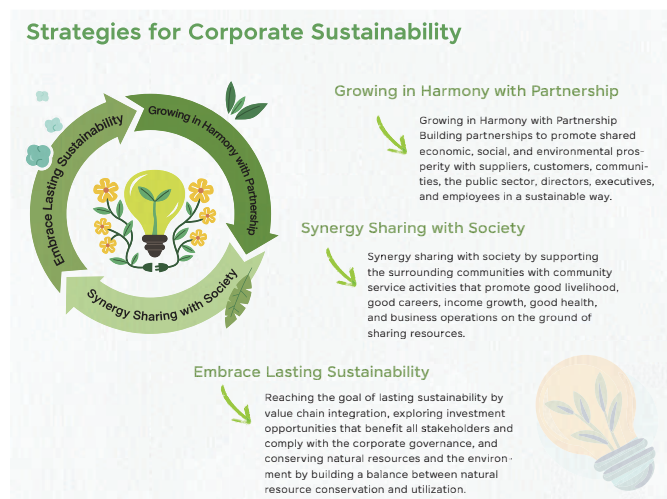 Strategies for Corporate Sustainability
Embrace Lasting Sustainability
Growing in Harmony with Partnership
Synergy Sharing with Society
Growing in Harmony with Partnership
Growing in Harmony with Partnership
Building partnerships to promote shared
economic, social, and environmental pros-
perity with suppliers, customers, communi-
ties, the public sector, directors, executives,
and employees in a sustainable way.
Synergy Sharing with Society
Synergy sharing with society by supporting
the surrounding communities with community
service activities that promote good livelihood,
good careers, income growth, good health,
and business operations on the ground of
sharing resources.
Embrace Lasting Sustainability
Reaching the goal of lasting sustainability by
value chain integration, exploring investment
opportunities that benefit all stakeholders and
comply with the corporate governance, and
conserving natural resources and the environ-
ment by building a balance between natural
resource conservation and utilization.